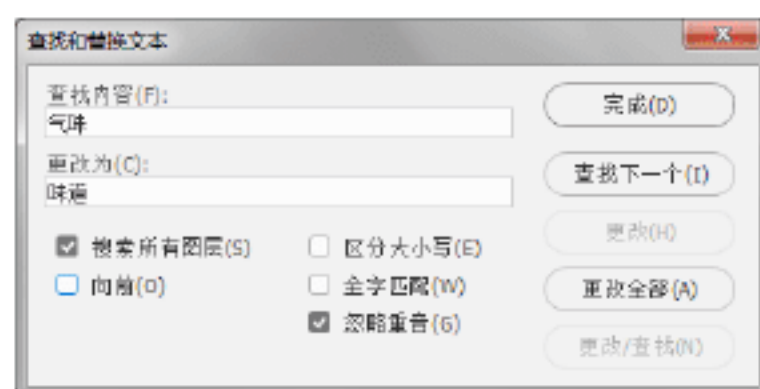 查找和替换文本
查找内容(F):
气味
完成(D)
更改为(C):
味道
查找下一个(I)
搜索所有图层(S)
区分大小写(E)
更改(H)
向前(O)
全字匹配(W)
更改全部(A)
忽略重音(G)
更改/查找(N)